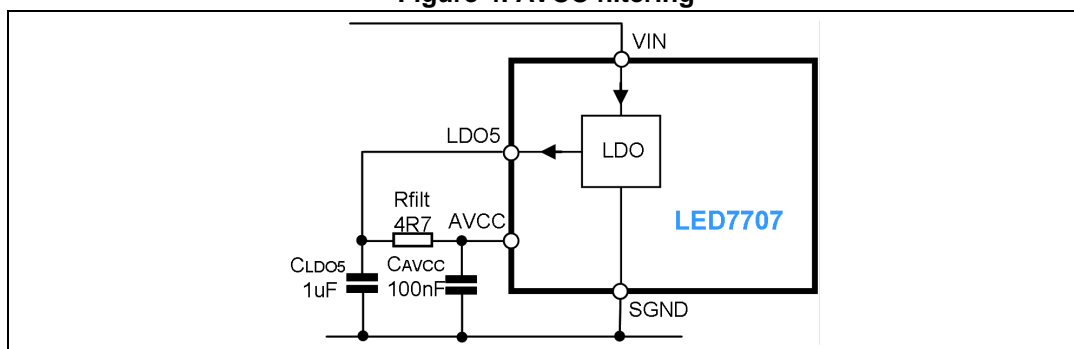 Figure 4. AVCC filtering
VIN
LDO5
LDO
Rfilt
4R7
AVCC
LED7707
CLDO5
1uF
CAVCC
100nF
SGND